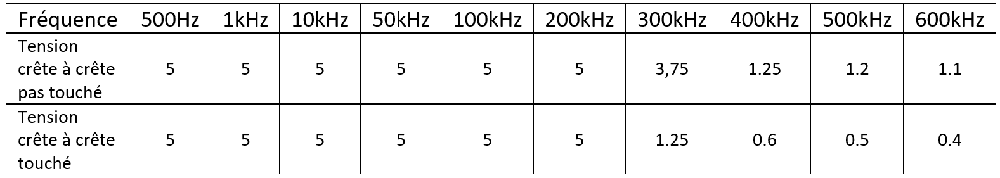 Fréquence 500Hz 1kHz 10kHz 50kHz 100kHz 200kHz 300kHz 400kHz 500kHz 600kHz
Tension
crête à crête 5 5 5 5 5 5 3,75 1.25 1.2 1.1
pas touché
Tension
crête à crête 5 5 5 5 5 5 1.25 0.6 0.5 0.4
touché